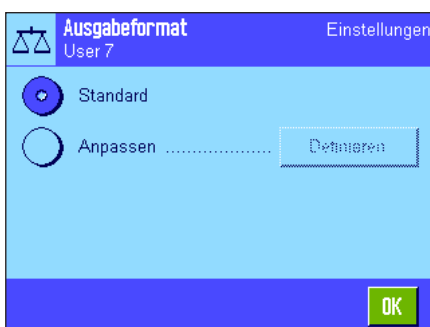 Ausgabeformat Einstellungen
User 7
Standard
Anpassen .................... Definieren
OK